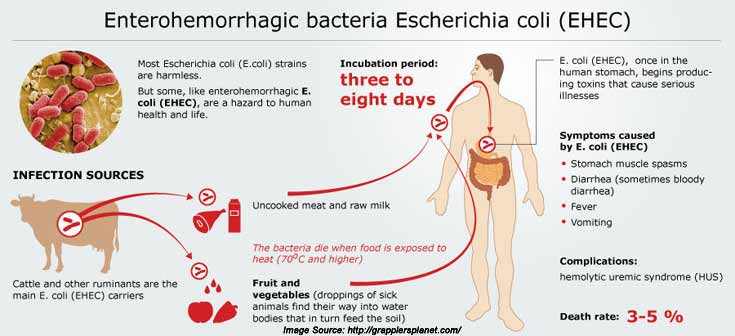 Enterohemorrhagic bacteria Escherichia coli (EHEC)
Most Escherichia coli (E.coli) strains
are harmless.
But some, like enterohemorrhagic E.
coli (EHEC), are a hazard to human
health and life.
Incubation period:
three to
eight days
E. coli (EHEC), once in the
human stomach, begins produc-
ing toxins that cause serious
illnesses
Symptoms caused
by E. coli (EHEC)
• Stomach muscle spasms
• Diarrhea (sometimes bloody
diarrhea)
• Fever
• Vomiting
Complications:
hemolytic uremic syndrome (HUS)
Death rate: 3-5 %
INFECTION SOURCES
Uncooked meat and raw milk
The bacteria die when food is exposed to
heat (70°C and higher)
Cattle and other ruminants are the
main E. coli (EHEC) carriers
Fruit and
vegetables (droppings of sick
animals find their way into water
bodies that in turn feed the soil)
Image Source: http://grapplersplanet.com/